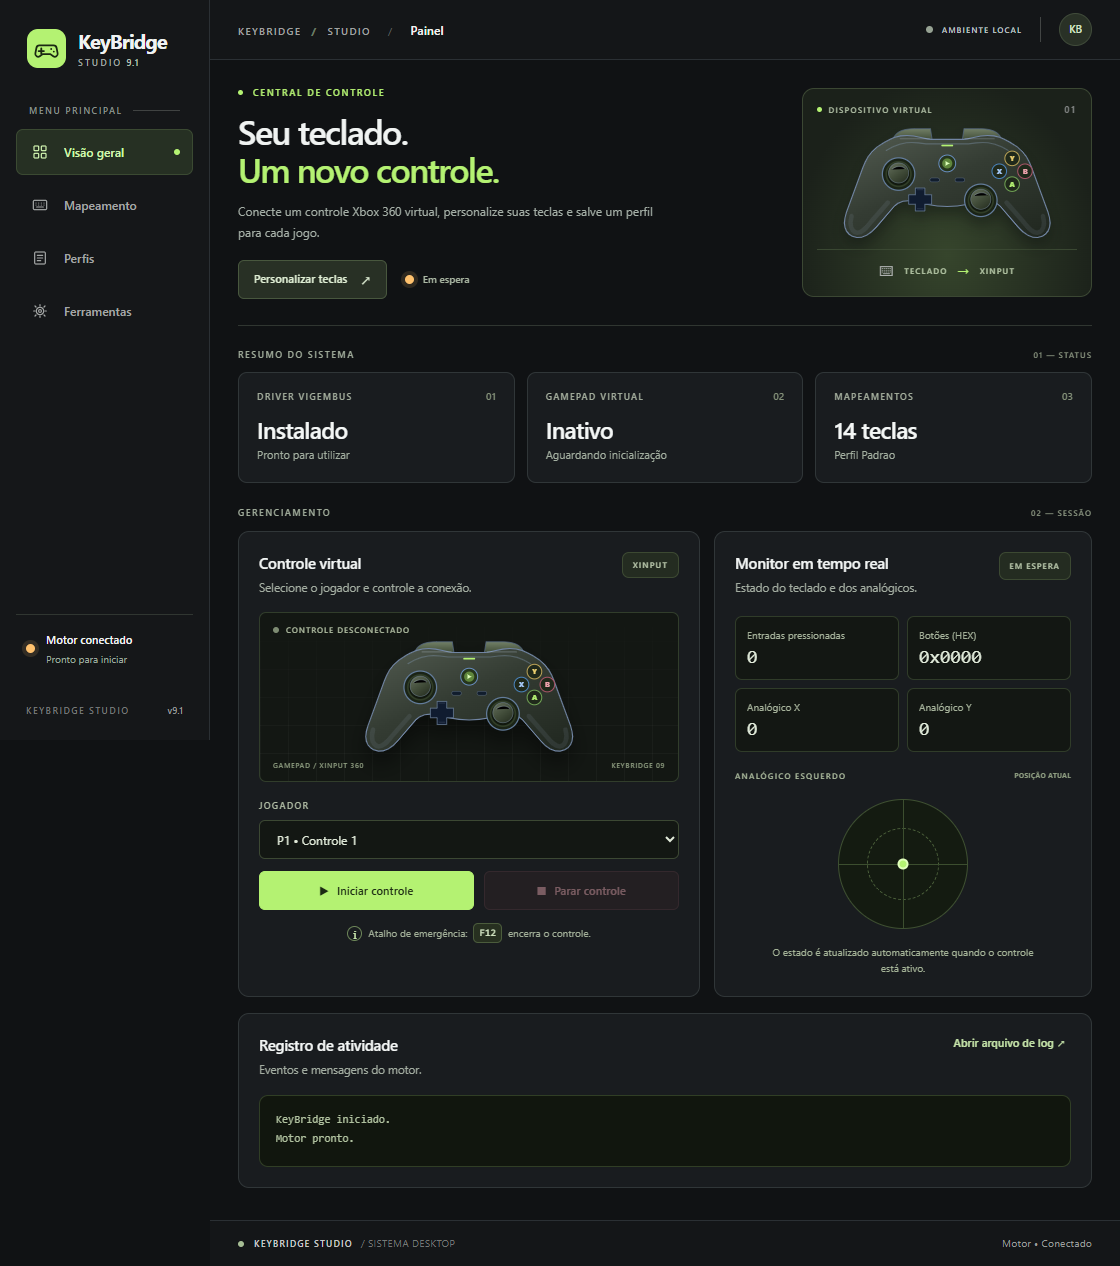 KeyBridge
STUDIO 9.1
MENU PRINCIPAL
Visão geral
Mapeamento
Perfis
Ferramentas
Motor conectado
Pronto para iniciar
KEYBRIDGE STUDIO v9.1
KEYBRIDGE / STUDIO / Painel
AMBIENTE LOCAL KB
CENTRAL DE CONTROLE
Seu teclado.
Um novo controle.
Conecte um controle Xbox 360 virtual, personalize suas teclas e salve um perfil
para cada jogo.
Personalizar teclas ↗ Em espera
DISPOSITIVO VIRTUAL 01
Y
X B
A
TECLADO → XINPUT
RESUMO DO SISTEMA 01 — STATUS
DRIVER VIGEMBUS 01
Instalado
Pronto para utilizar
GAMEPAD VIRTUAL 02
Inativo
Aguardando inicialização
MAPEAMENTOS 03
14 teclas
Perfil Padrao
GERENCIAMENTO 02 — SESSÃO
Controle virtual XINPUT
Selecione o jogador e controle a conexão.
CONTROLE DESCONECTADO
Y
X B
A
GAMEPAD / XINPUT 360 KEYBRIDGE 09
JOGADOR
P1 • Controle 1
▶ Iniciar controle ■ Parar controle
i Atalho de emergência: F12 encerra o controle.
Monitor em tempo real EM ESPERA
Estado do teclado e dos analógicos.
Entradas pressionadas
0
Botões (HEX)
0x0000
Analógico X
0
Analógico Y
0
ANALÓGICO ESQUERDO POSIÇÃO ATUAL
O estado é atualizado automaticamente quando o controle
está ativo.
Registro de atividade Abrir arquivo de log ↗
Eventos e mensagens do motor.
KeyBridge iniciado.
Motor pronto.
KEYBRIDGE STUDIO / SISTEMA DESKTOP Motor • Conectado